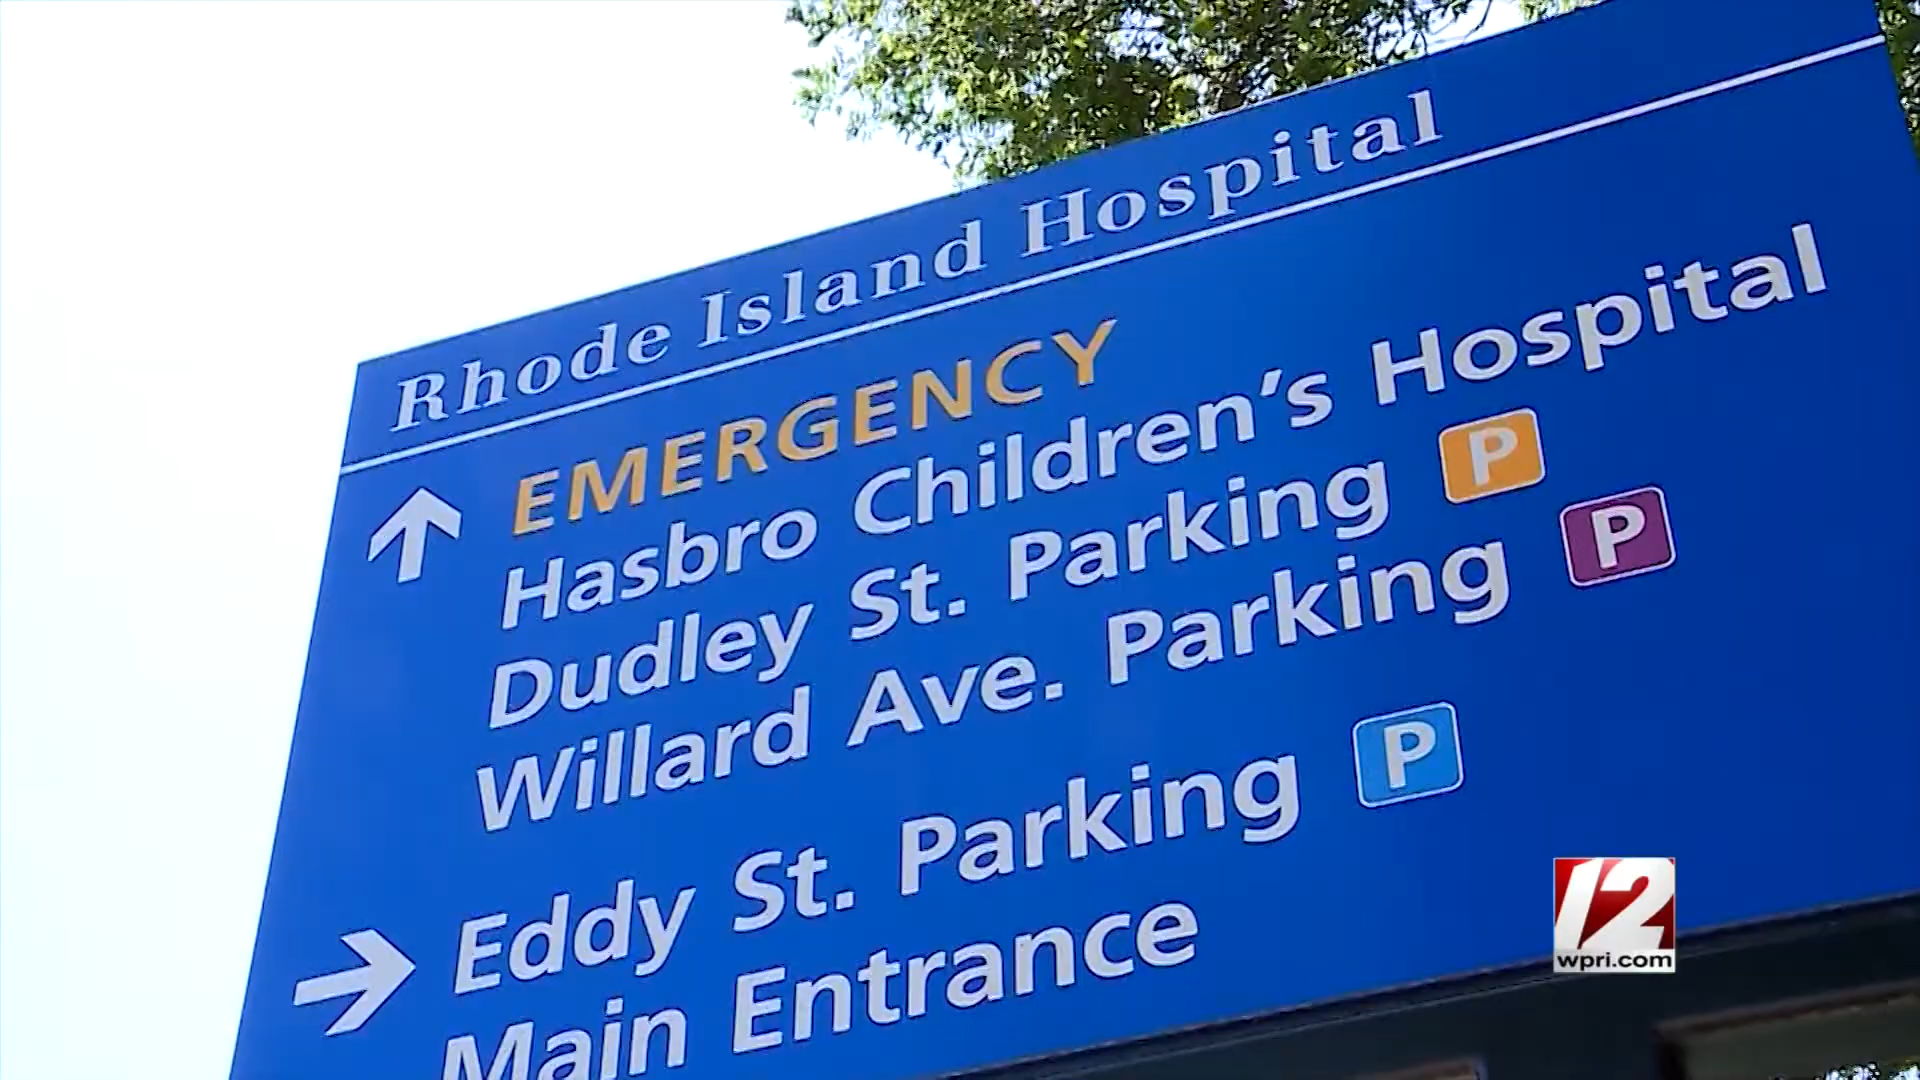 Rhode Island Hospital
EMERGENCY
Hasbro Children's Hospital
Dudley St. Parking P
Willard Ave. Parking P
Eddy St. Parking P
Main Entrance
12
wpri.com